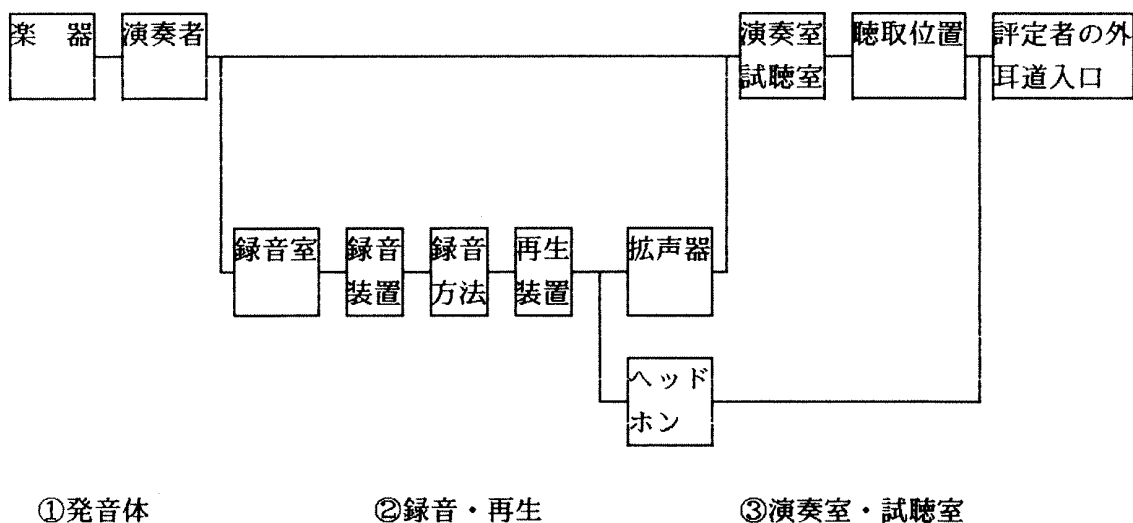 楽　器
演奏者
演奏室
試聴室
聴取位置
評定者の外
耳道入口
録音室
録音
装置
録音
方法
再生
装置
拡声器
ヘッド
ホン
①発音体
②録音・再生
③演奏室・試聴室